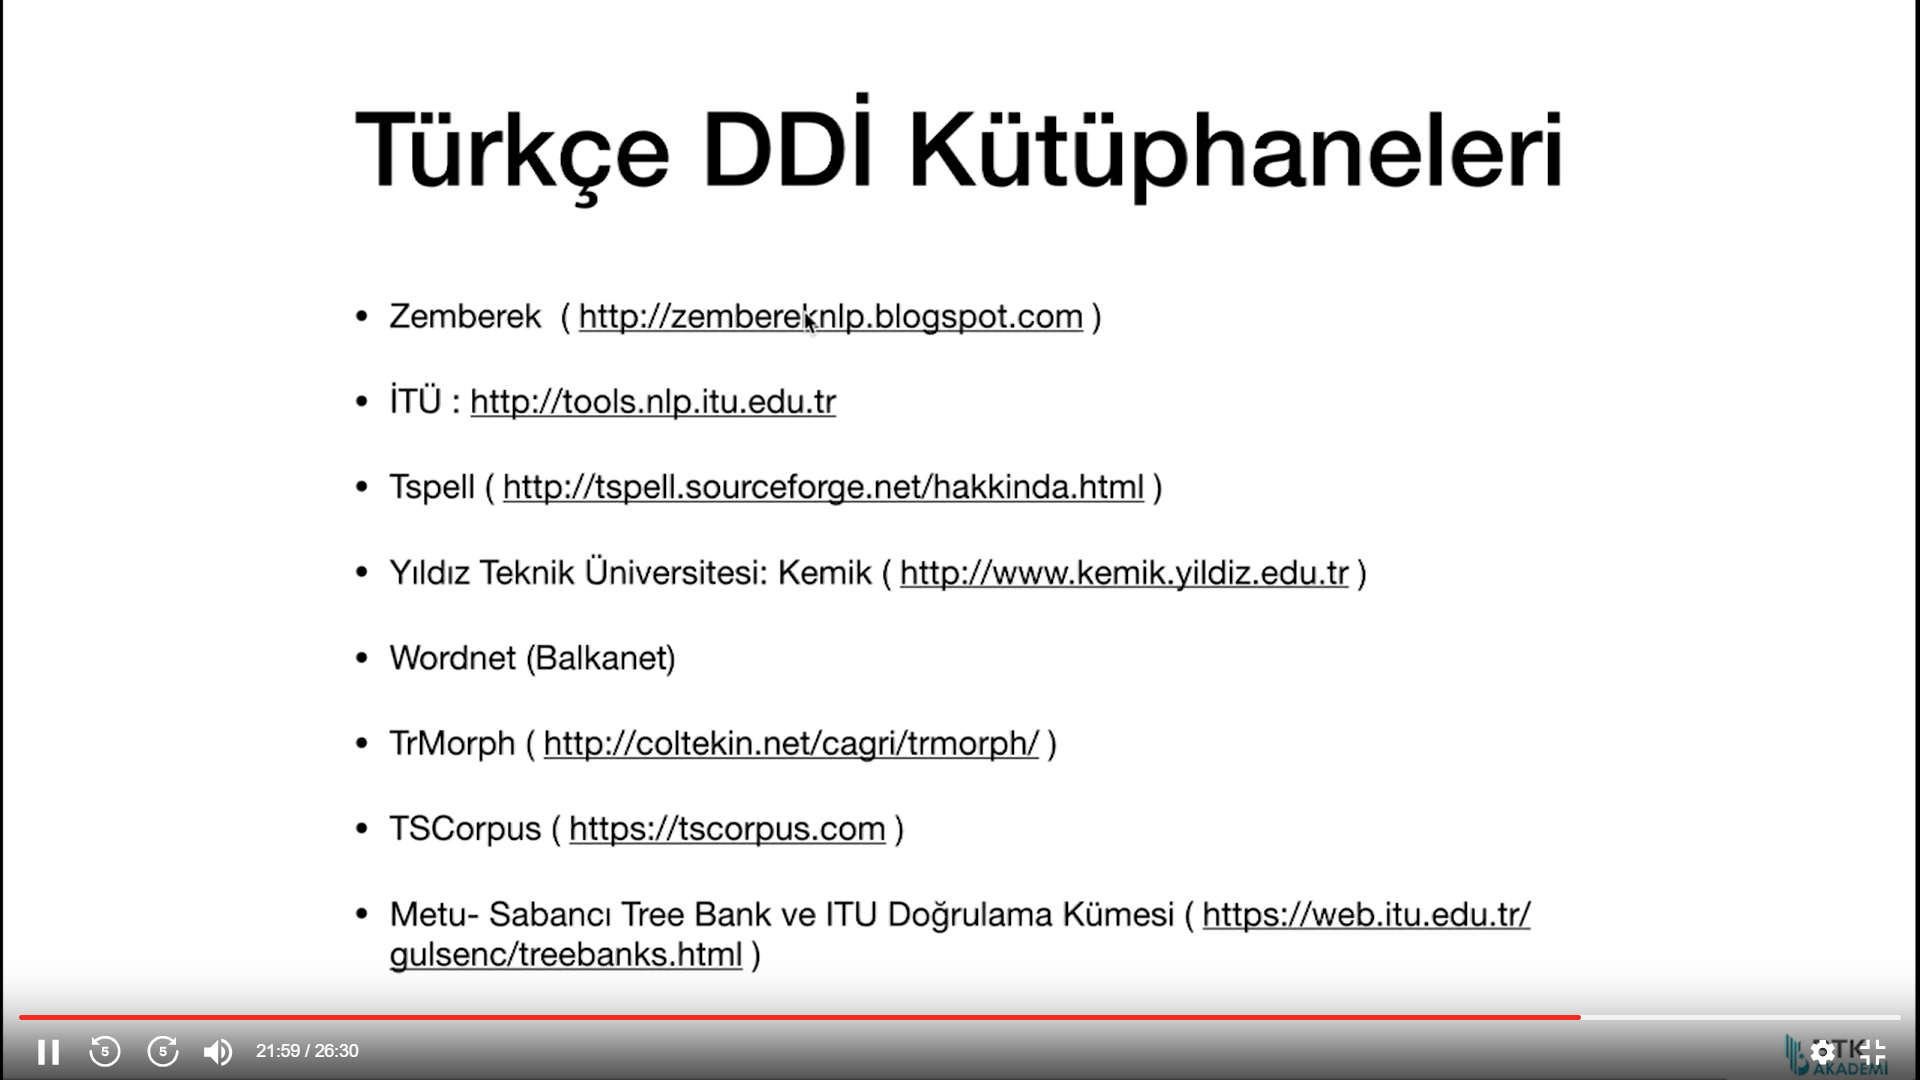 Türkçe DDİ Kütüphaneleri
• Zemberek ( http://zembereknlp.blogspot.com )
• İTÜ : http://tools.nlp.itu.edu.tr
• Tspell ( http://tspell.sourceforge.net/hakkinda.html )
• Yıldız Teknik Üniversitesi: Kemik ( http://www.kemik.yildiz.edu.tr )
• Wordnet (Balkanet)
• TrMorph ( http://coltekin.net/cagri/trmorph/ )
• TSCorpus ( https://tscorpus.com )
• Metu- Sabancı Tree Bank ve ITU Doğrulama Kümesi ( https://web.itu.edu.tr/
gulsenc/treebanks.html )
5 5 21:59 / 26:30
AKADEMİ